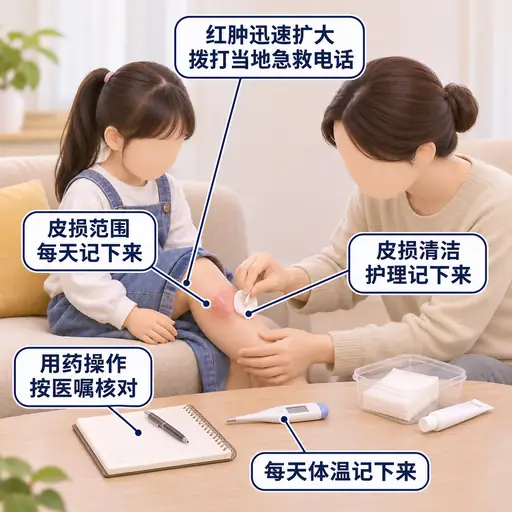 红肿迅速扩大
拨打当地急救电话
皮损范围
每天记下来
皮损清洁
护理记下来
用药操作
按医嘱核对
每天体温记下来